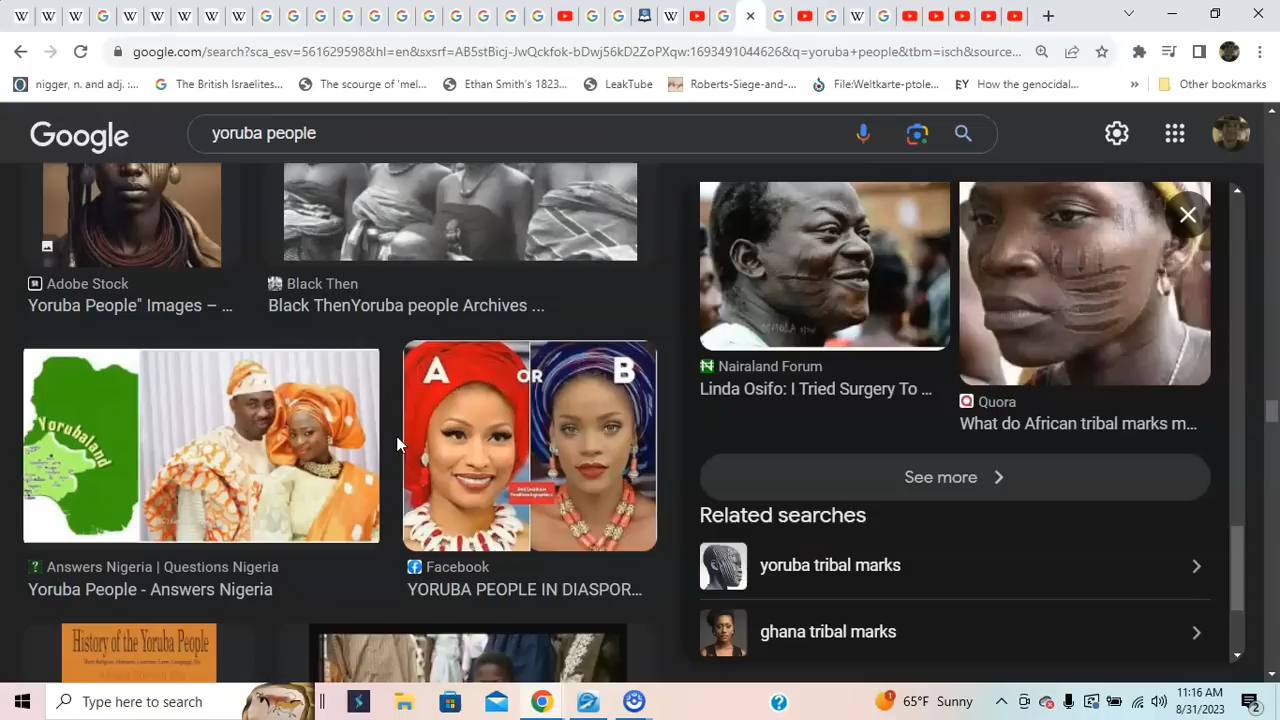 google.com/search?sca_esv=561629598&hl=en&sxsrf=AB5stBicj-JwQckfok-bDwj56kD2ZoPXqw:1693491044626&q=yoruba+people&tbm=isch&source...
nigger, n. and adj. :...
The British Israelites...
The scourge of 'mel...
Ethan Smith's 1823...
LeakTube
Roberts-Siege-and-...
File:Weltkarte-ptole...
EY
How the genocidal...
Other bookmarks
Google
yoruba people
Adobe Stock
Yoruba People" Images – ...
Black Then
Black ThenYoruba people Archives ...
Nairaland Forum
Linda Osifo: I Tried Surgery To ...
Quora
What do African tribal marks m...
Yorubaland
A OR B
See more
Related searches
yoruba tribal marks
ghana tribal marks
Answers Nigeria | Questions Nigeria
Yoruba People - Answers Nigeria
Facebook
YORUBA PEOPLE IN DIASPOR...
History of the Yoruba People
Type here to search
65°F Sunny
11:16 AM
8/31/2023
2